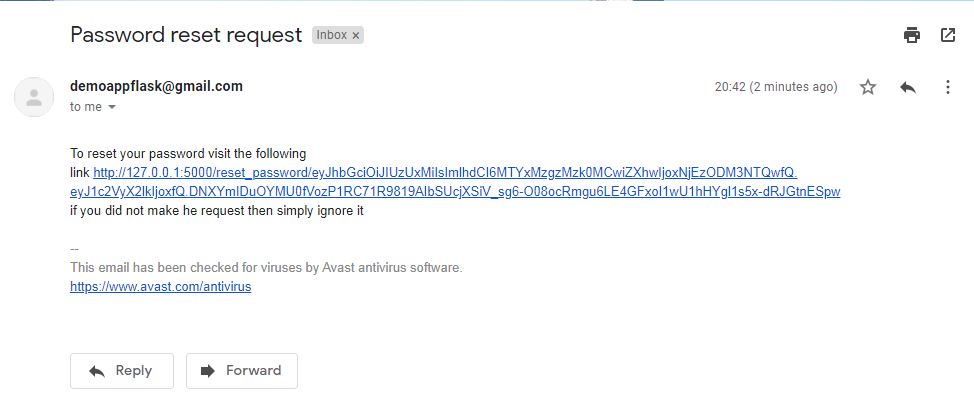 Password reset request Inbox ×
demoappflask@gmail.com 20:42 (2 minutes ago)
to me
To reset your password visit the following
link http://127.0.0.1:5000/reset_password/eyJhbGciOiJIUzUxMiIsImlhdCI6MTYxMzgzMzk0MCwiZXhwIjoxNjEzODM3NTQwfQ.
eyJ1c2VyX2lkIjoxfQ.DNXYmIDuOYMU0fVozP1RC71R9819AIbSUcjXSiV_sg6-O08ocRmgu6LE4GFxoI1wU1hHYgI1s5x-dRJGtnESpw
if you did not make he request then simply ignore it
--
This email has been checked for viruses by Avast antivirus software.
https://www.avast.com/antivirus
Reply Forward